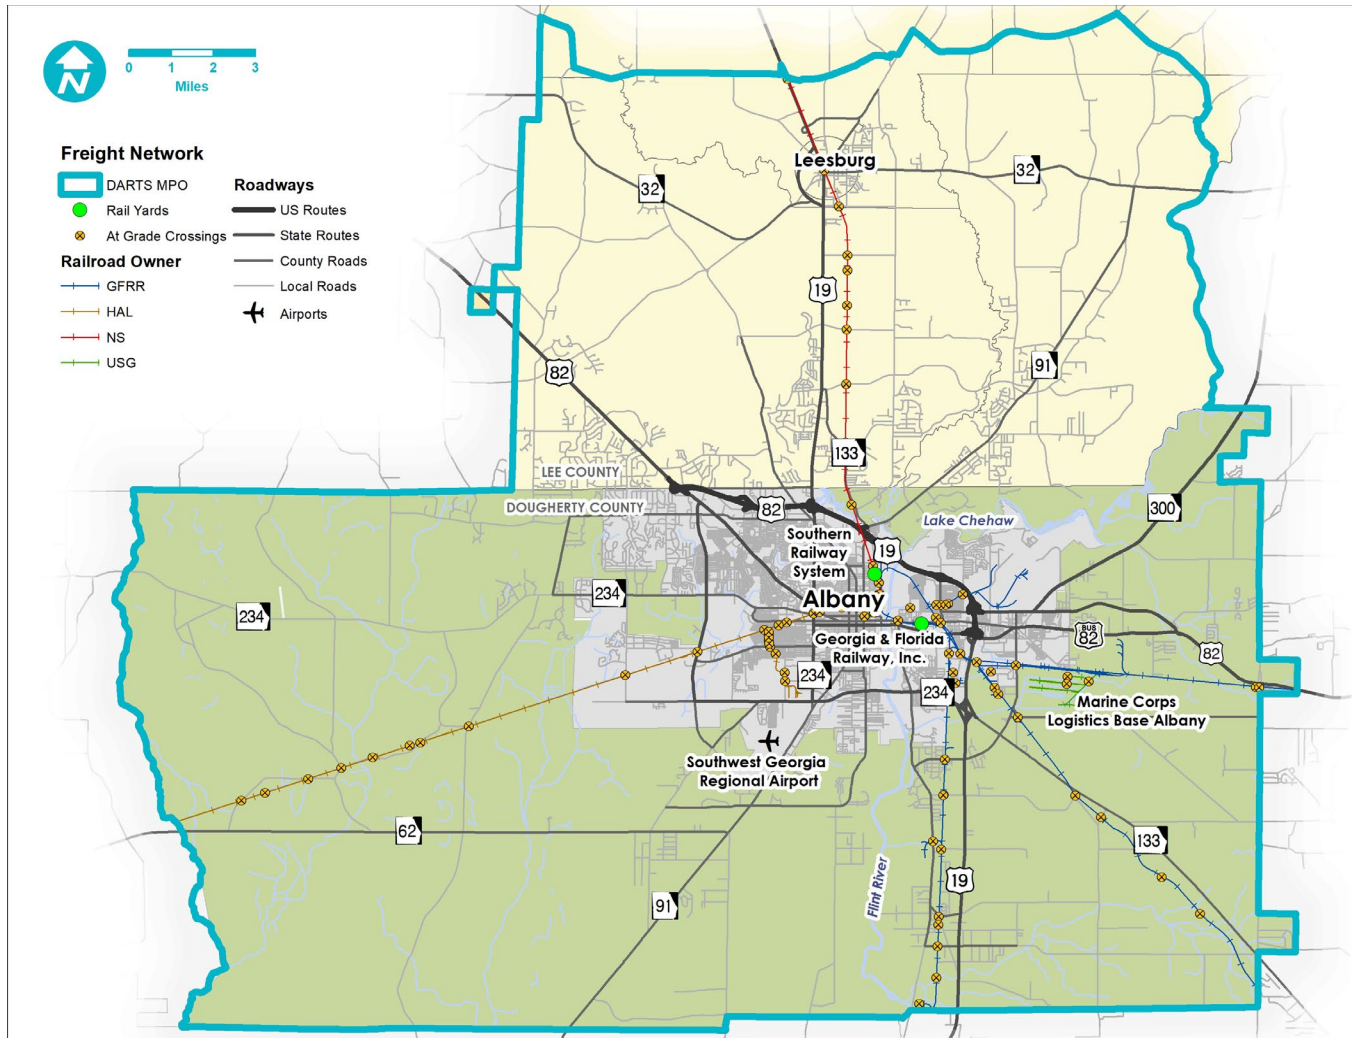 N
0 1 2 3
Miles
Freight Network
DARTS MPO
Rail Yards
At Grade Crossings
Railroad Owner
GFRR
HAL
NS
USG
Roadways
US Routes
State Routes
County Roads
Local Roads
Airports
Leesburg
32
32
19
82
91
133
LEE COUNTY
DOUGHERTY COUNTY
82
300
Lake Chehaw
Southern
Railway
System
19
234
234
Albany
Georgia & Florida
Railway, Inc.
BUS
82
82
234
234
Marine Corps
Logistics Base Albany
Southwest Georgia
Regional Airport
62
133
Flint River
19
91